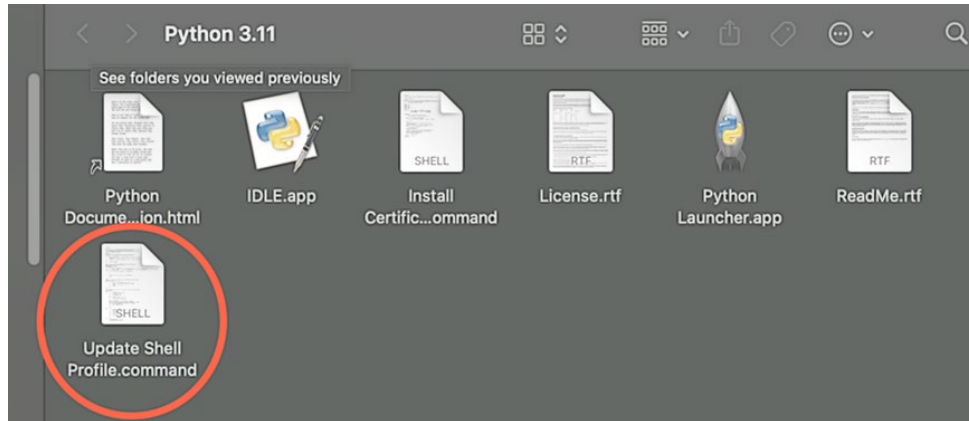 Python 3.11
See folders you viewed previously
SHELL
RTF
RTF
Python
Docume...ion.html
IDLE.app
Install
Certific...ommand
License.rtf
Python
Launcher.app
ReadMe.rtf
SHELL
Update Shell
Profile.command